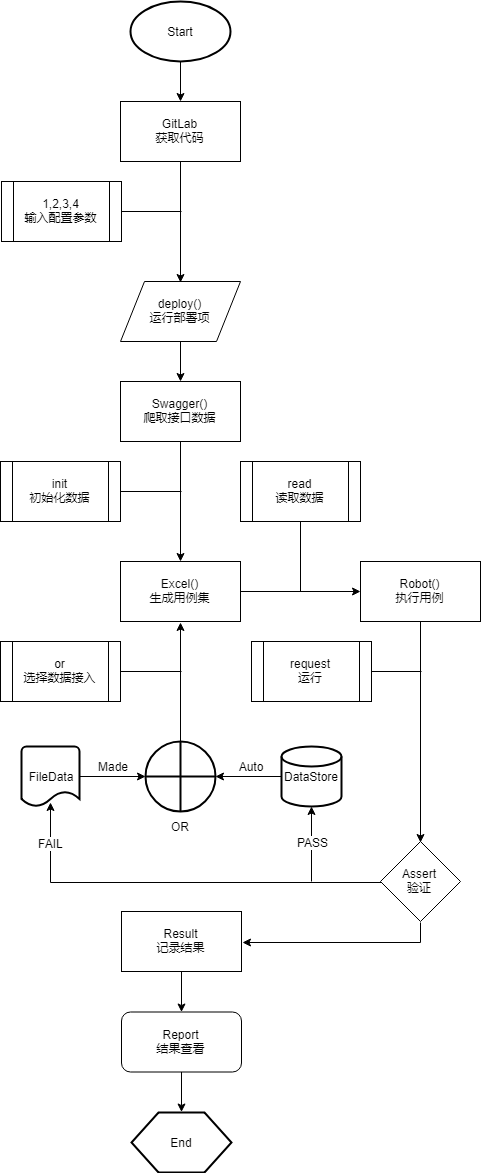 Start
GitLab
获取代码
1,2,3,4
输入配置参数
deploy()
运行部署项
Swagger()
爬取接口数据
init
初始化数据
read
读取数据
Excel()
生成用例集
Robot()
执行用例
or
选择数据接入
request
运行
FileData
Made
Auto
DataStore
OR
FAIL
PASS
Assert
验证
Result
记录结果
Report
结果查看
End